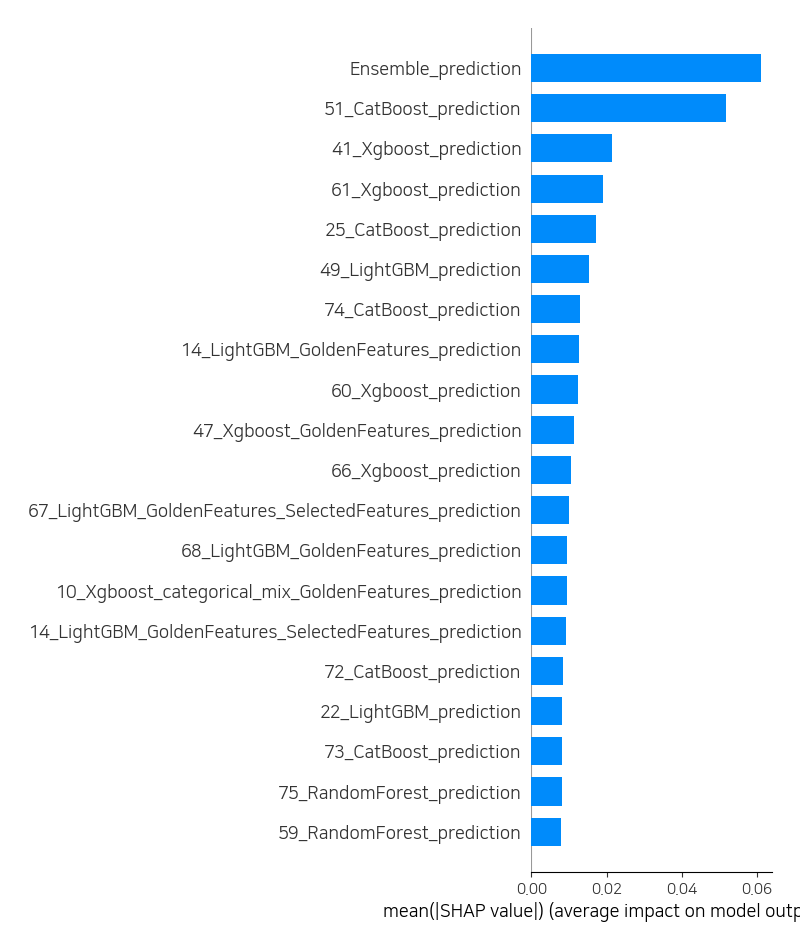 Ensemble_prediction
51_CatBoost_prediction
41_Xgboost_prediction
61_Xgboost_prediction
25_CatBoost_prediction
49_LightGBM_prediction
74_CatBoost_prediction
14_LightGBM_GoldenFeatures_prediction
60_Xgboost_prediction
47_Xgboost_GoldenFeatures_prediction
66_Xgboost_prediction
67_LightGBM_GoldenFeatures_SelectedFeatures_prediction
68_LightGBM_GoldenFeatures_prediction
10_Xgboost_categorical_mix_GoldenFeatures_prediction
14_LightGBM_GoldenFeatures_SelectedFeatures_prediction
72_CatBoost_prediction
22_LightGBM_prediction
73_CatBoost_prediction
75_RandomForest_prediction
59_RandomForest_prediction
0.00 0.02 0.04 0.06
mean(|SHAP value|) (average impact on model outp